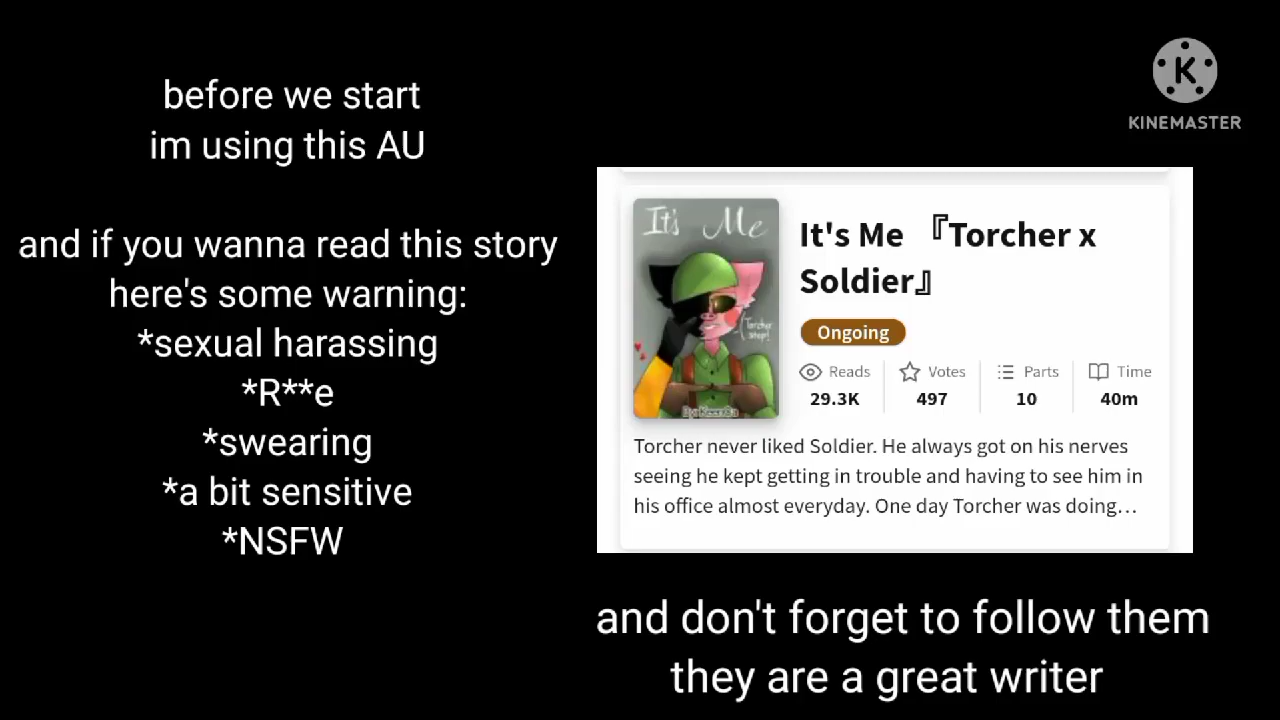 before we start
im using this AU
and if you wanna read this story
here's some warning:
*sexual harassing
*R**e
*swearing
*a bit sensitive
*NSFW
K
KINEMASTER
It's Me
Torcher
stop!
It's Me 『Torcher x
Soldier』
Ongoing
Reads Votes Parts Time
29.3K 497 10 40m
Torcher never liked Soldier. He always got on his nerves
seeing he kept getting in trouble and having to see him in
his office almost everyday. One day Torcher was doing...
and don't forget to follow them
they are a great writer